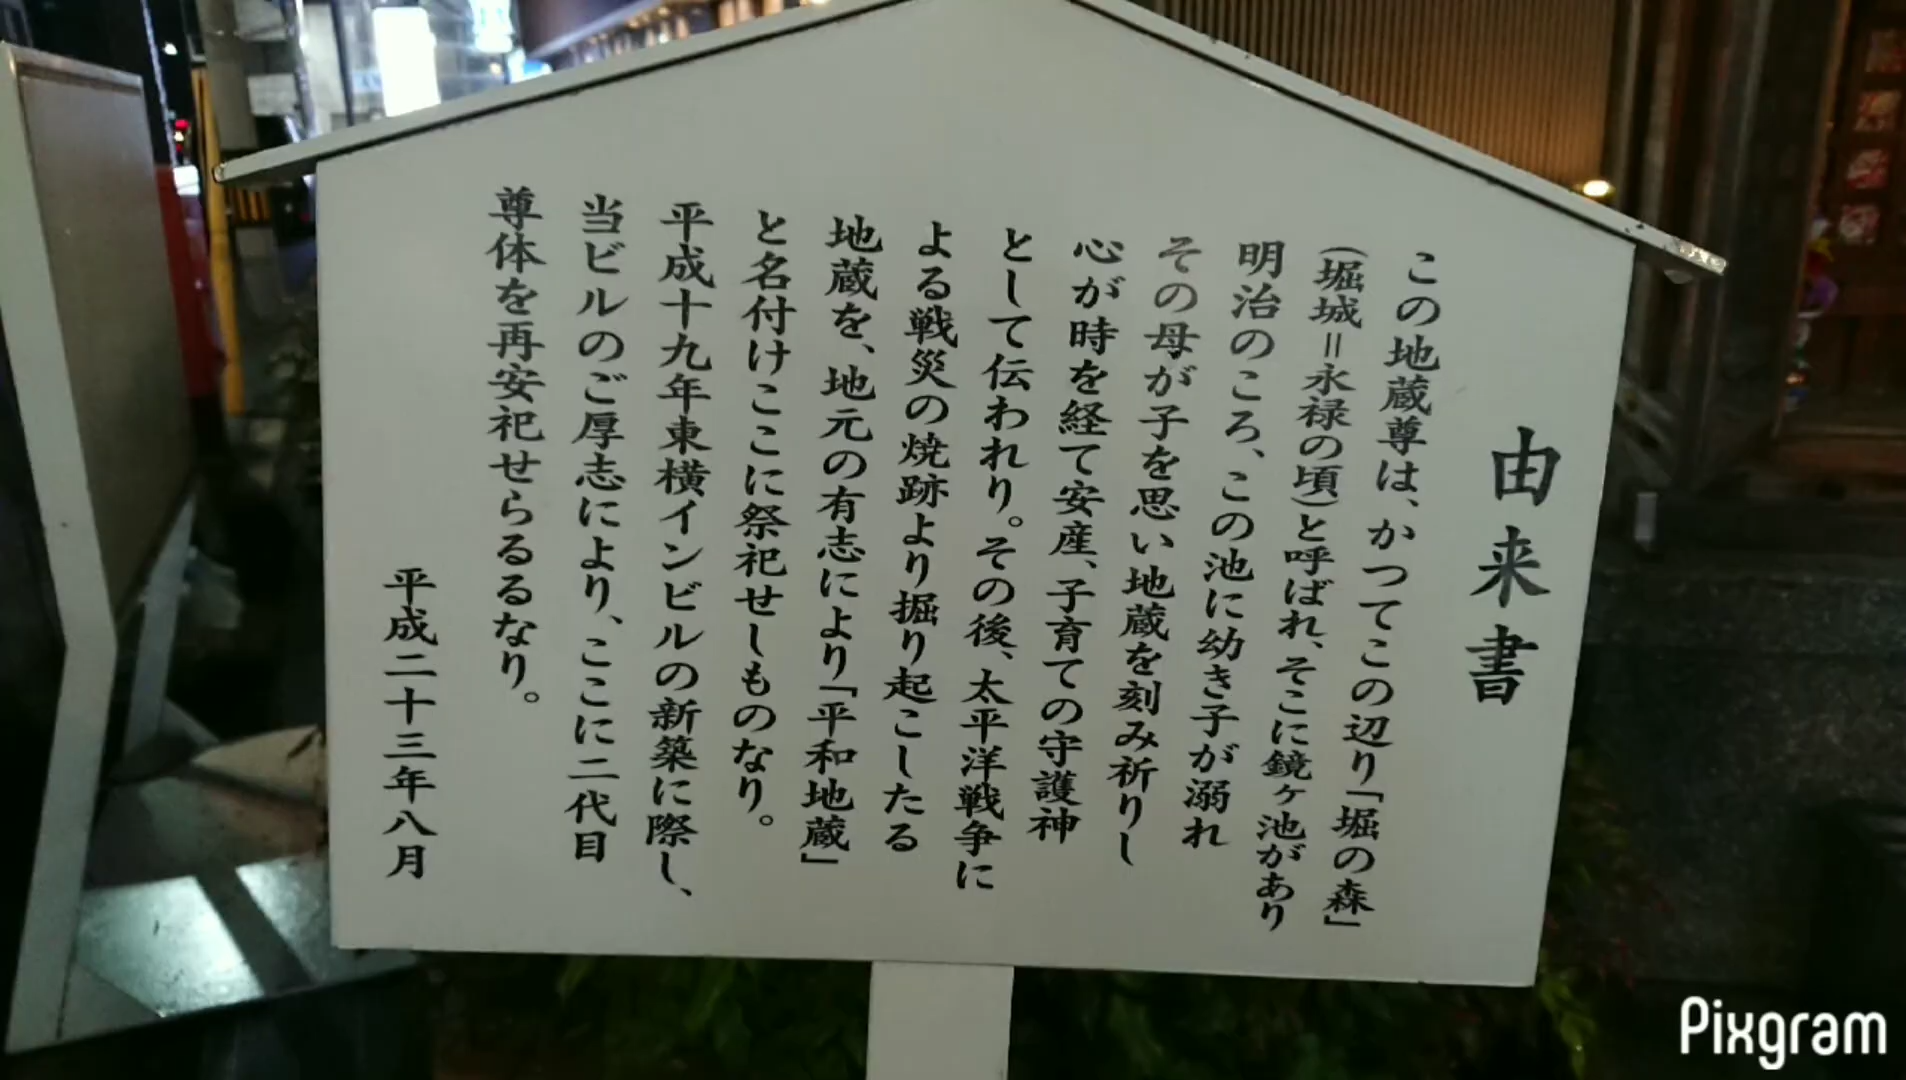 由来書
この地蔵尊は、かつてこの辺り「堀の森」
(堀城=永禄の頃)と呼ばれ、そこに鏡ヶ池があり
明治のころ、この池に幼き子が溺れ
その母が子を思い地蔵を刻み祈りし
心が時を経て安産、子育ての守護神
として伝われり。その後、太平洋戦争に
よる戦災の焼跡より掘り起こしたる
地蔵を、地元の有志により「平和地蔵」
と名付けここに祭祀せしものなり。
平成十九年東横インビルの新築に際し、
当ビルのご厚志により、ここに二代目
尊体を再安祀せらるるなり。
平成二十三年八月
Pixgram